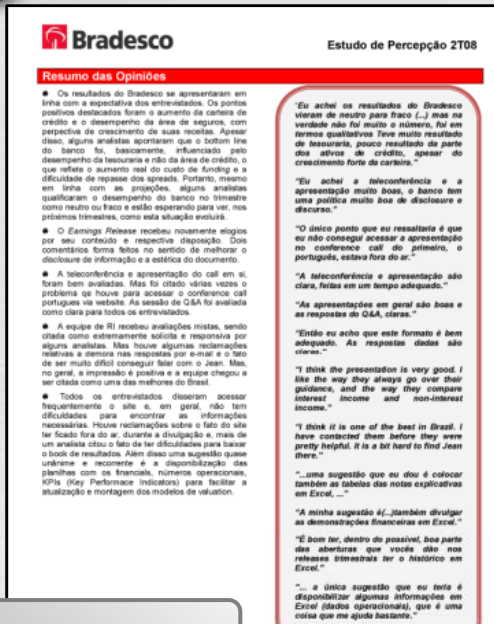 Bradesco
Estudo de Percepção 2T08
Resumo das Opiniões
Os resultados do Bradesco se apresentaram em
linha com a expectativa dos entrevistados. Os pontos
positivos destacados foram o aumento da carteira de
crédito e o desempenho da área de seguros, com
perpectiva de crescimento de suas receitas. Apesar
disso, alguns analistas apontaram que o bottom line
do banco foi, basicamente, influenciado pelo
desempenho da tesouraria e não da área de crédito, o
que reflete o aumento real do custo de funding e a
dificuldade de repasse dos spreads. Portanto, mesmo
em linha com as projeções, alguns analistas
qualificaram o desempenho do banco no trimestre
como neutro ou fraco e estão esperando para ver, nos
próximos trimestres, como esta situação evoluirá.
O Earnings Release recebeu novamente elogios
por seu conteúdo e respectiva disposição. Dois
comentários forma feitos no sentido de melhorar o
disclosure de informação e a estética do documento.
A teleconferência e apresentação do call em si,
foram bem avaliadas. Mas foi citado várias vezes o
problema qe houve para acessar o conference call
portugues via website. As sessão de Q&A foi avaliada
como clara para todos os entrevistados.
A equipe de RI recebeu avaliações mistas, sendo
citada como extremamente solícita e responsiva por
alguns analistas. Mas houve algumas reclamações
relativas a demora nas respostas por e-mail e o fato
de ser muito difícil conseguir falar com o Jean. Mas,
no geral, a impressão é positiva e a equipe chegou a
ser citada como uma das melhores do Brasil.
Todos os entrevistados disseram acessar
frequentemente o site e, em geral, não tem
dificuldades para encontrar as informações
necessárias. Houve reclamações sobre o fato do site
ter ficado fora do ar, durante a divulgação e, mais de
um analista citou o fato de ter dificuldades para baixar
o book de resultados. Além disso uma sugestão quase
unânime e recorrente é a disponibilização das
planilhas com os financials, números operacionais,
KPIs (Key Performace Indicators) para facilitar a
atualização e montagem dos modelos de valuation.
"Eu achei os resultados do Bradesco
vieram de neutro para fraco (...) mas na
verdade não foi muito o número, foi em
termos qualitativos Teve muito resultado
de tesouraria, pouco resultado da parte
dos ativos de crédito, apesar do
crescimento forte da carteira."
"Eu achei a teleconferência e a
apresentação muito boas, o banco tem
uma política muito boa de disclosure e
discurso."
"O único ponto que eu ressaltaria é que
eu não consegui acessar a apresentação
no conference call do primeiro, o
português, estava fora do ar."
"A teleconferência e apresentação são
clara, feitas em um tempo adequado."
"As apresentações em geral são boas e
as respostas do Q&A, claras."
"Então eu acho que este formato é bem
adequado. As respostas dadas são
claras."
"I think the presentation is very good. I
like the way they always go over their
guidance, and the way they compare
interest income and non-interest
income."
"I think it is one of the best in Brazil. I
have contacted them before they were
pretty helpful. It is a bit hard to find Jean
there."
"...uma sugestão que eu dou é colocar
também as tabelas das notas explicativas
em Excel, ..."
"A minha sugestão é(...)também divulgar
as demonstrações financeiras em Excel."
"É bom ter, dentro do possível, boa parte
das aberturas que vocês dão nos
releases trimestrais ter o histórico em
Excel."
"... a única sugestão que eu teria é
disponibilizar algumas informações em
Excel (dados operacionais), que é uma
coisa que me ajuda bastante."